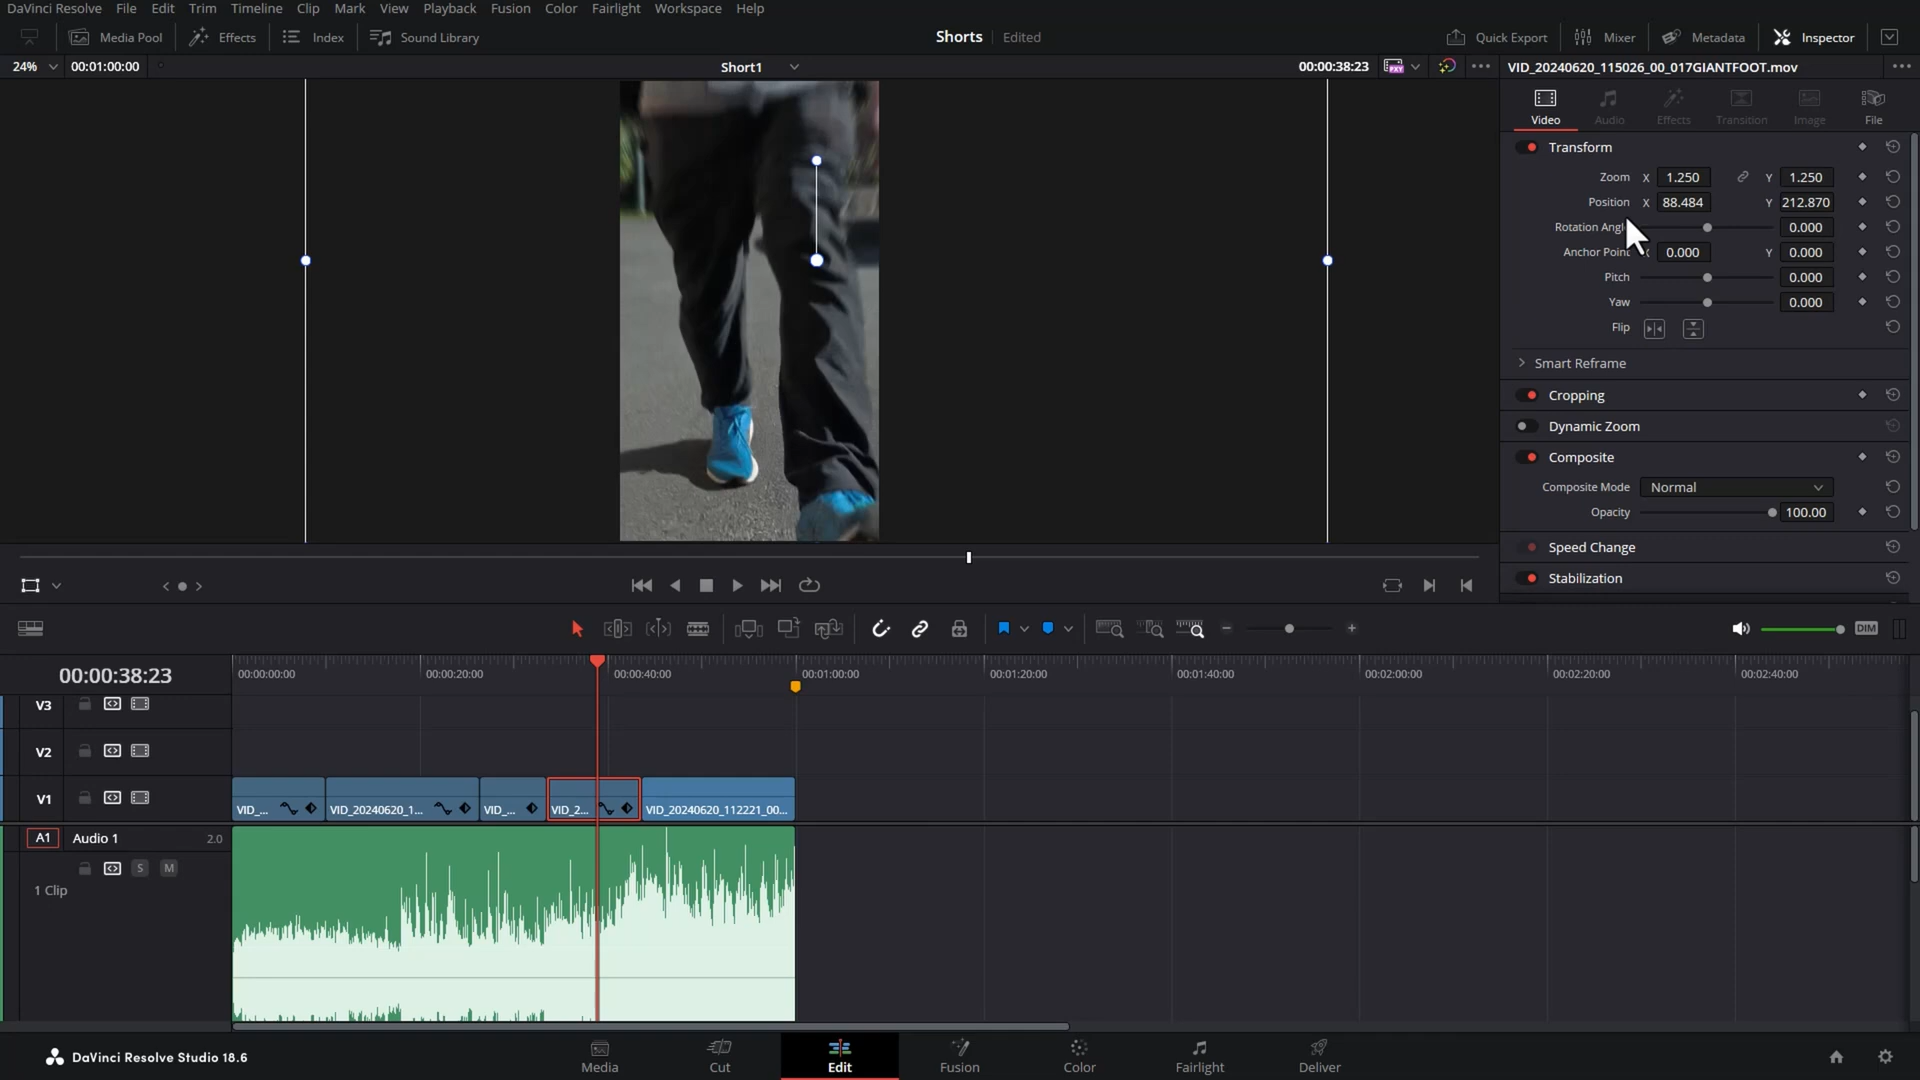 DaVinci Resolve File Edit Trim Timeline Clip Mark View Playback Fusion Color Fairlight Workspace Help
Media Pool Effects Index Sound Library Shorts Edited Quick Export Mixer Metadata Inspector
24% 00:01:00:00 Short1 00:00:38:23 PXY VID_20240620_115026_00_017GIANTFOOT.mov
Video Audio Effects Transition Image File
Transform
Zoom X 1.250 Y 1.250
Position X 88.484 Y 212.870
Rotation Angl 0.000
Anchor Point 0.000 Y 0.000
Pitch 0.000
Yaw 0.000
Flip
Smart Reframe
Cropping
Dynamic Zoom
Composite
Composite Mode Normal
Opacity 100.00
Speed Change
Stabilization
DIM
00:00:38:23 00:00:00:00 00:00:20:00 00:00:40:00 00:01:00:00 00:01:20:00 00:01:40:00 00:02:00:00 00:02:20:00 00:02:40:00
V3
V2
V1 VID_... VID_20240620_1... VID_... VID_2... VID_20240620_112221_00...
A1 Audio 1 2.0
S M
1 Clip
DaVinci Resolve Studio 18.6 Media Cut Edit Fusion Color Fairlight Deliver